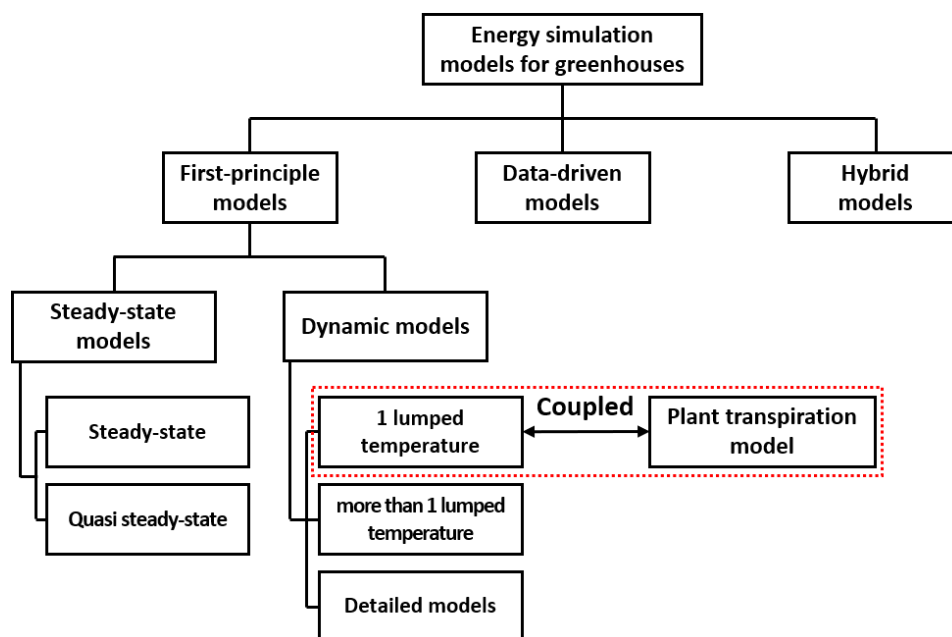 Energy simulation
models for greenhouses
First-principle
models
Data-driven
models
Hybrid
models
Steady-state
models
Dynamic models
Steady-state
Quasi steady-state
1 lumped
temperature
Coupled
Plant transpiration
model
more than 1 lumped
temperature
Detailed models